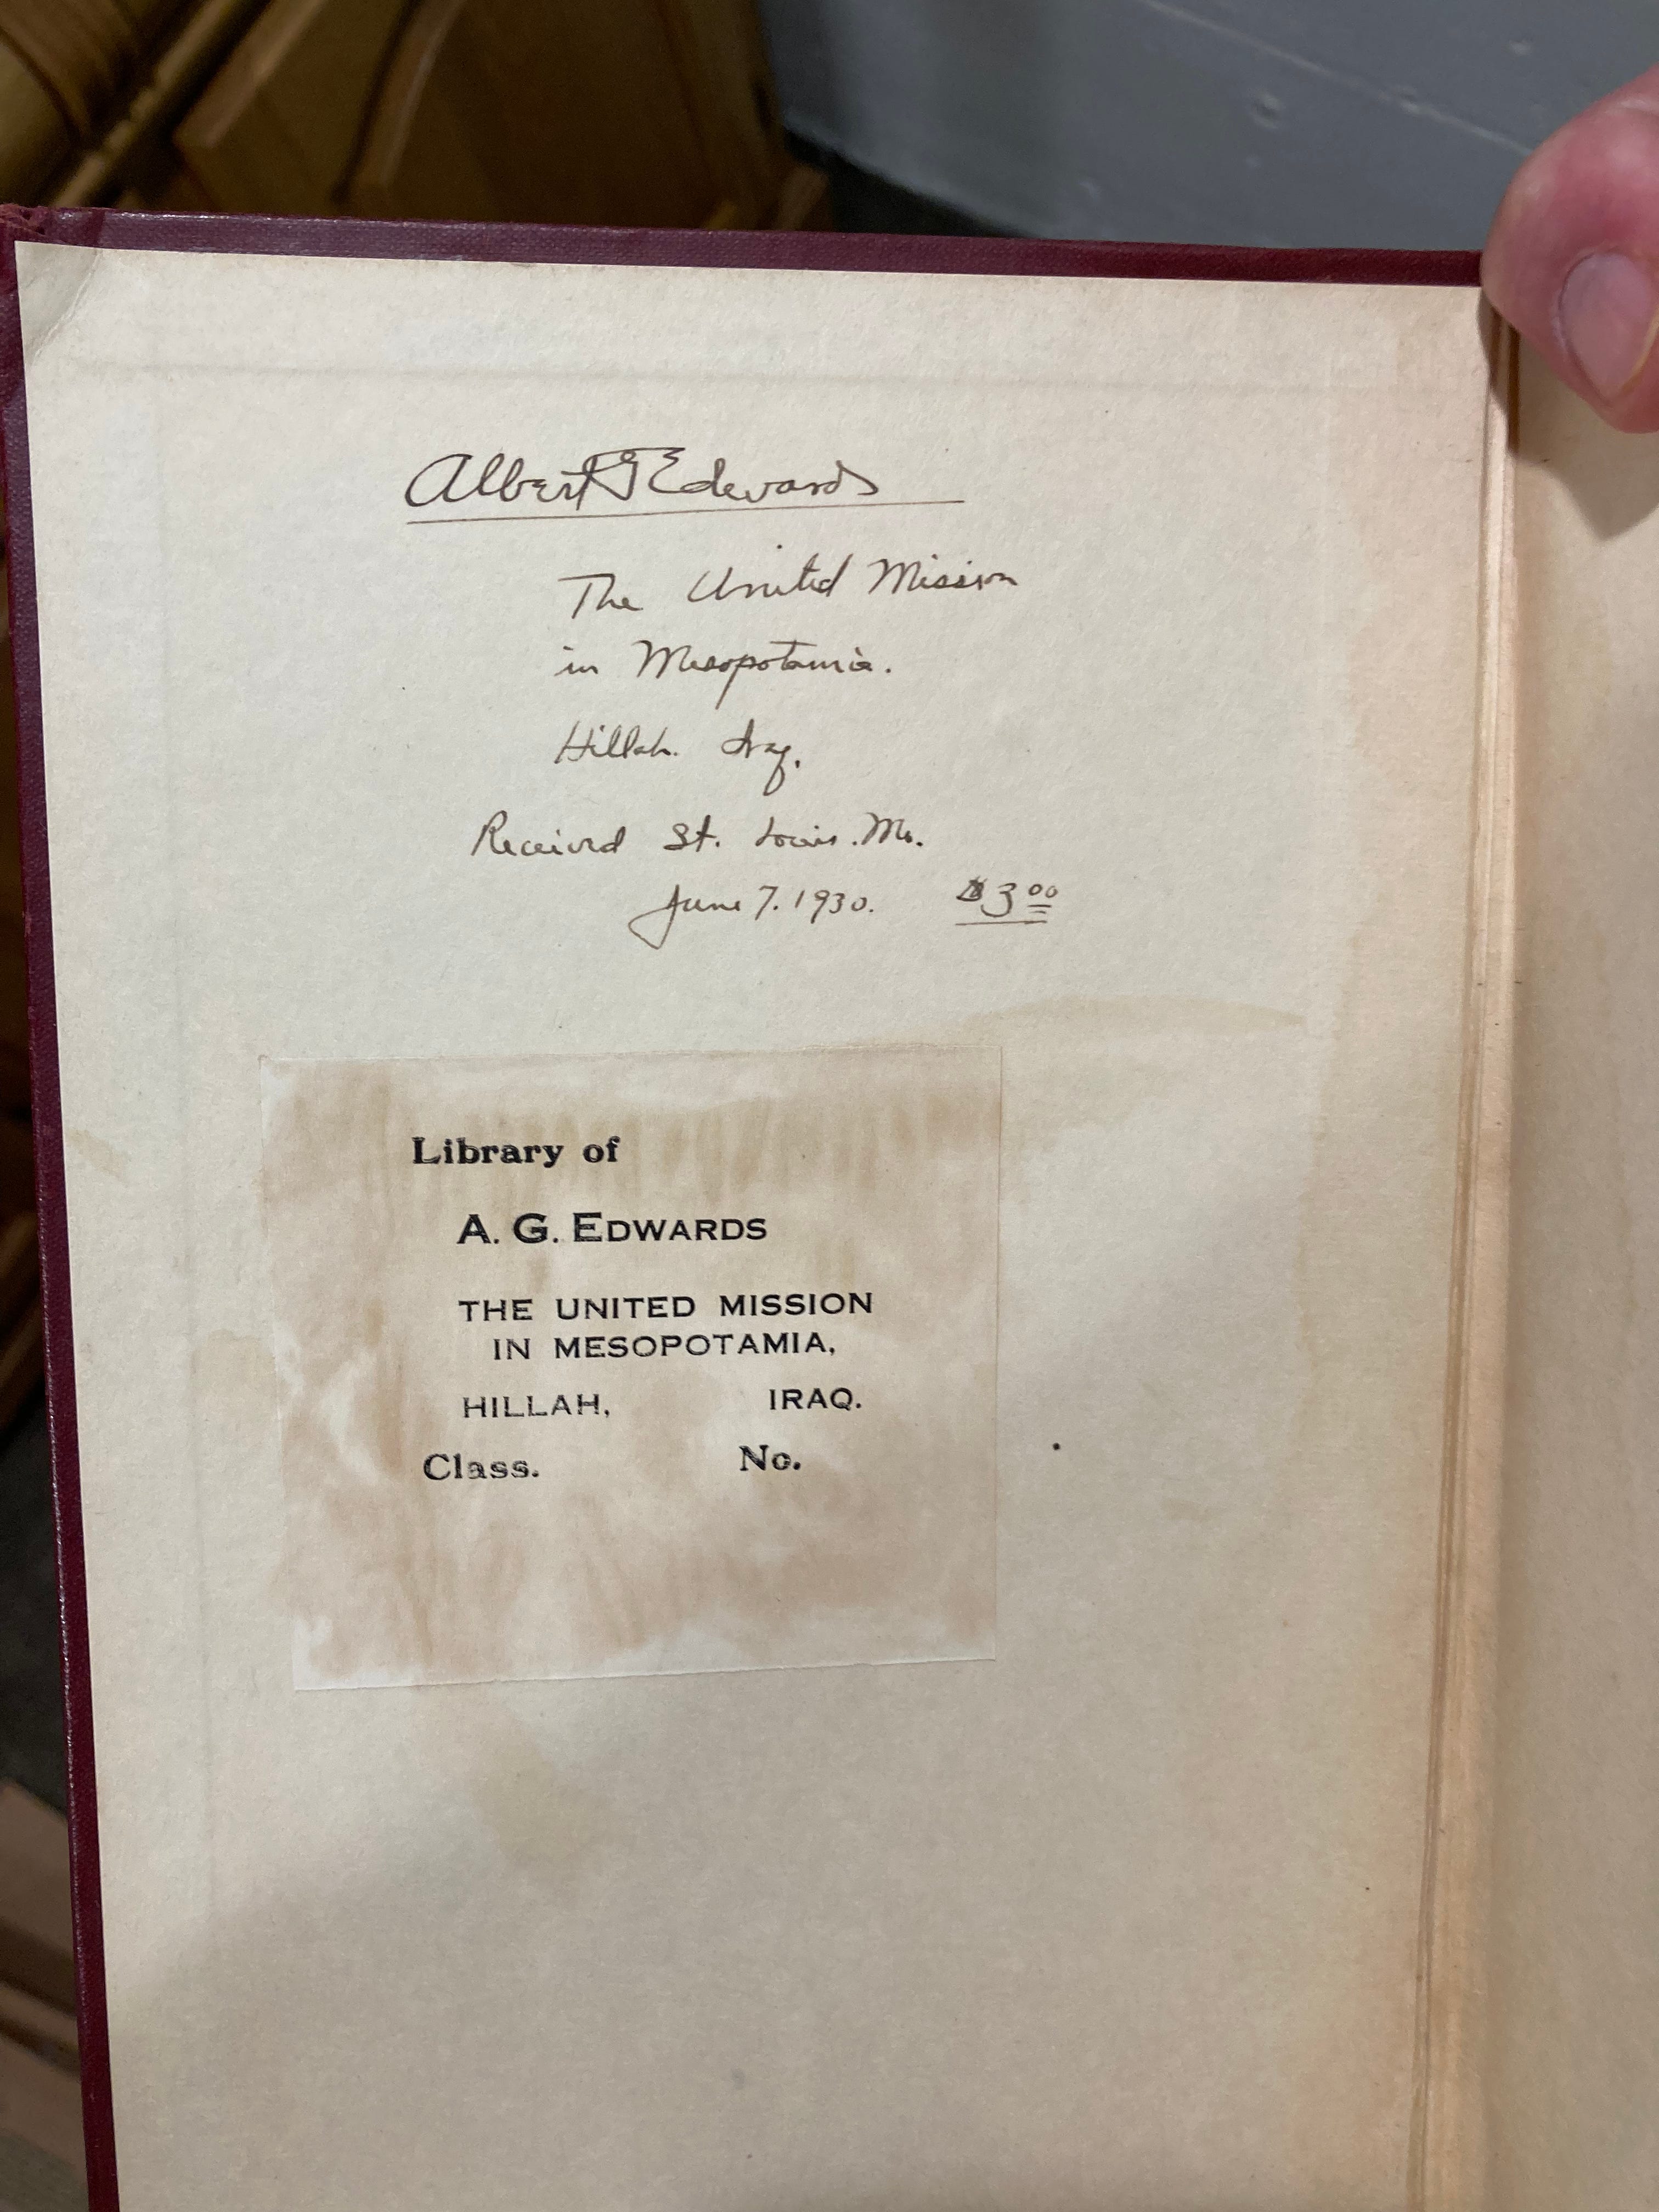 Albert G Edwards
The United Mission
in Mesopotamia.
Hillah. Iraq.
Received St. Louis. Mo.
June 7. 1930. $3 00
Library of
A. G. EDWARDS
THE UNITED MISSION
IN MESOPOTAMIA,
HILLAH, IRAQ.
Class. No.